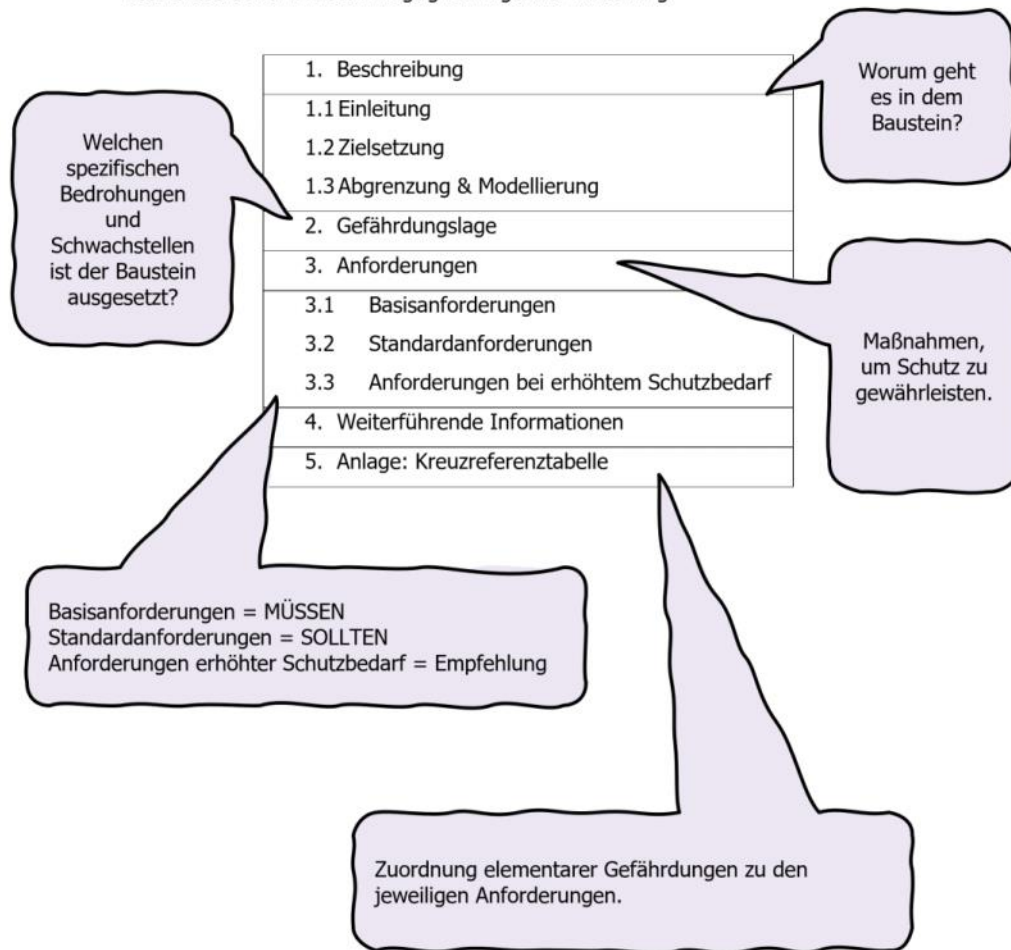 1. Beschreibung
1.1 Einleitung
1.2 Zielsetzung
1.3 Abgrenzung & Modellierung
2. Gefährdungslage
3. Anforderungen
3.1 Basisanforderungen
3.2 Standardanforderungen
3.3 Anforderungen bei erhöhtem Schutzbedarf
4. Weiterführende Informationen
5. Anlage: Kreuzreferenztabelle
Worum geht
es in dem
Baustein?
Welchen
spezifischen
Bedrohungen
und
Schwachstellen
ist der Baustein
ausgesetzt?
Maßnahmen,
um Schutz zu
gewährleisten.
Basisanforderungen = MÜSSEN
Standardanforderungen = SOLLTEN
Anforderungen erhöhter Schutzbedarf = Empfehlung
Zuordnung elementarer Gefährdungen zu den
jeweiligen Anforderungen.